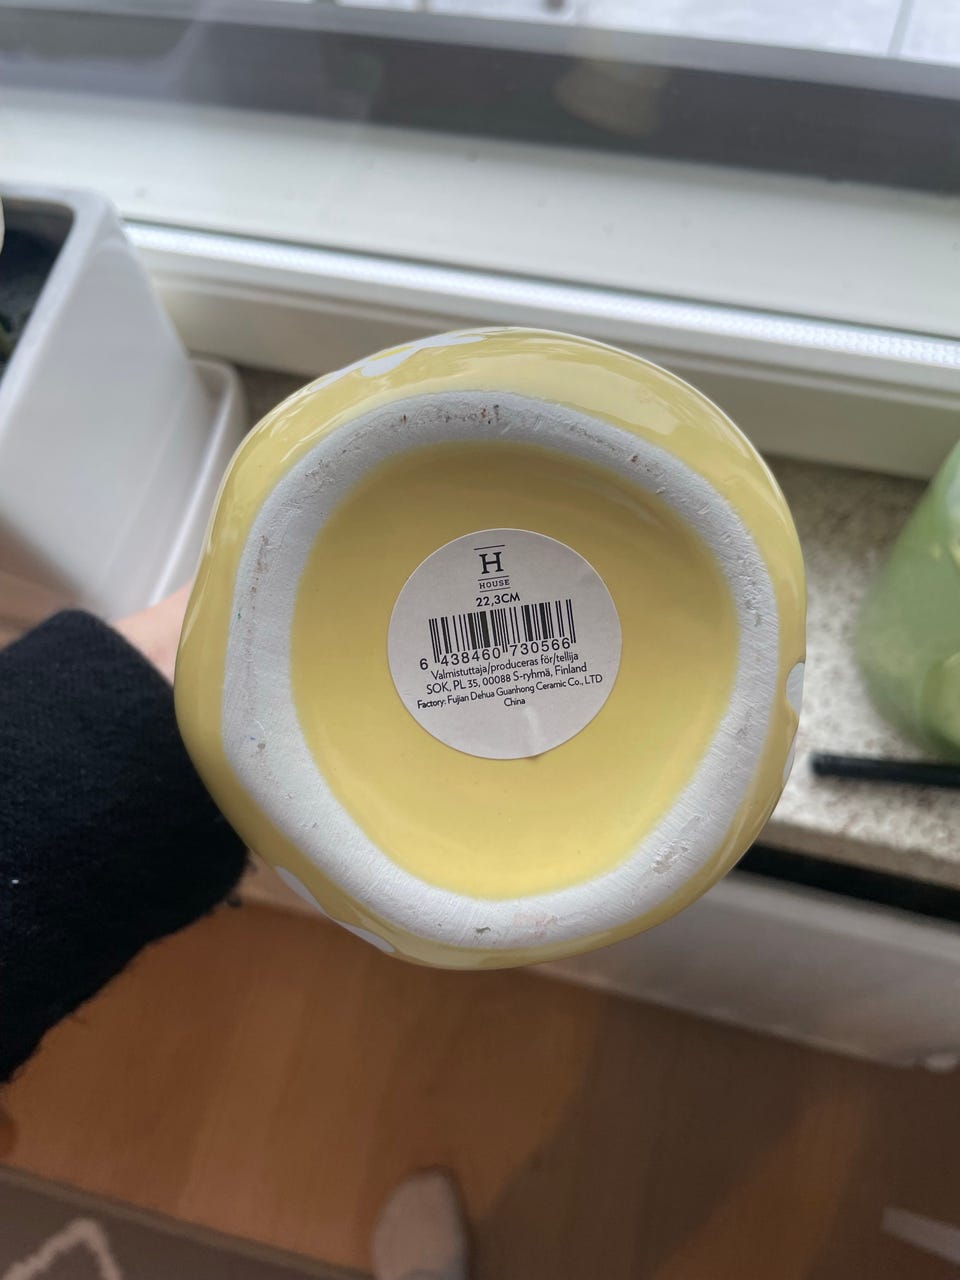 H
HOUSE
22,3CM
6 438460 730566
Valmistuttaja/produceras för/tellija
SOK, PL 35, 00088 S-ryhmä, Finland
Factory: Fujian Dehua Guanhong Ceramic Co., LTD
China